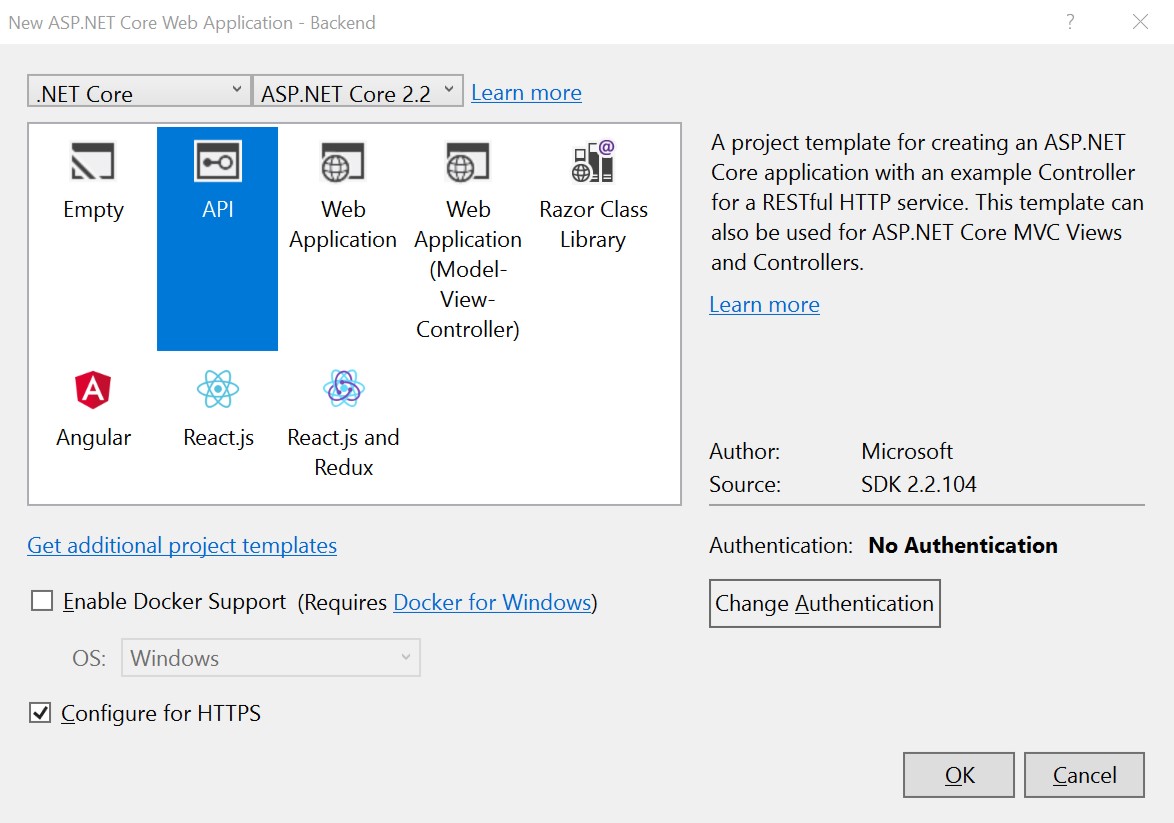 New ASP.NET Core Web Application - Backend
?
.NET Core
ASP.NET Core 2.2
Learn more
Empty
API
Web
Application
Web
Application
(Model-
View-
Controller)
Razor Class
Library
Angular
React.js
React.js and
Redux
A project template for creating an ASP.NET
Core application with an example Controller
for a RESTful HTTP service. This template can
also be used for ASP.NET Core MVC Views
and Controllers.
Learn more
Author: Microsoft
Source: SDK 2.2.104
Get additional project templates
Authentication: No Authentication
Enable Docker Support (Requires Docker for Windows)
Change Authentication
OS: Windows
Configure for HTTPS
OK
Cancel